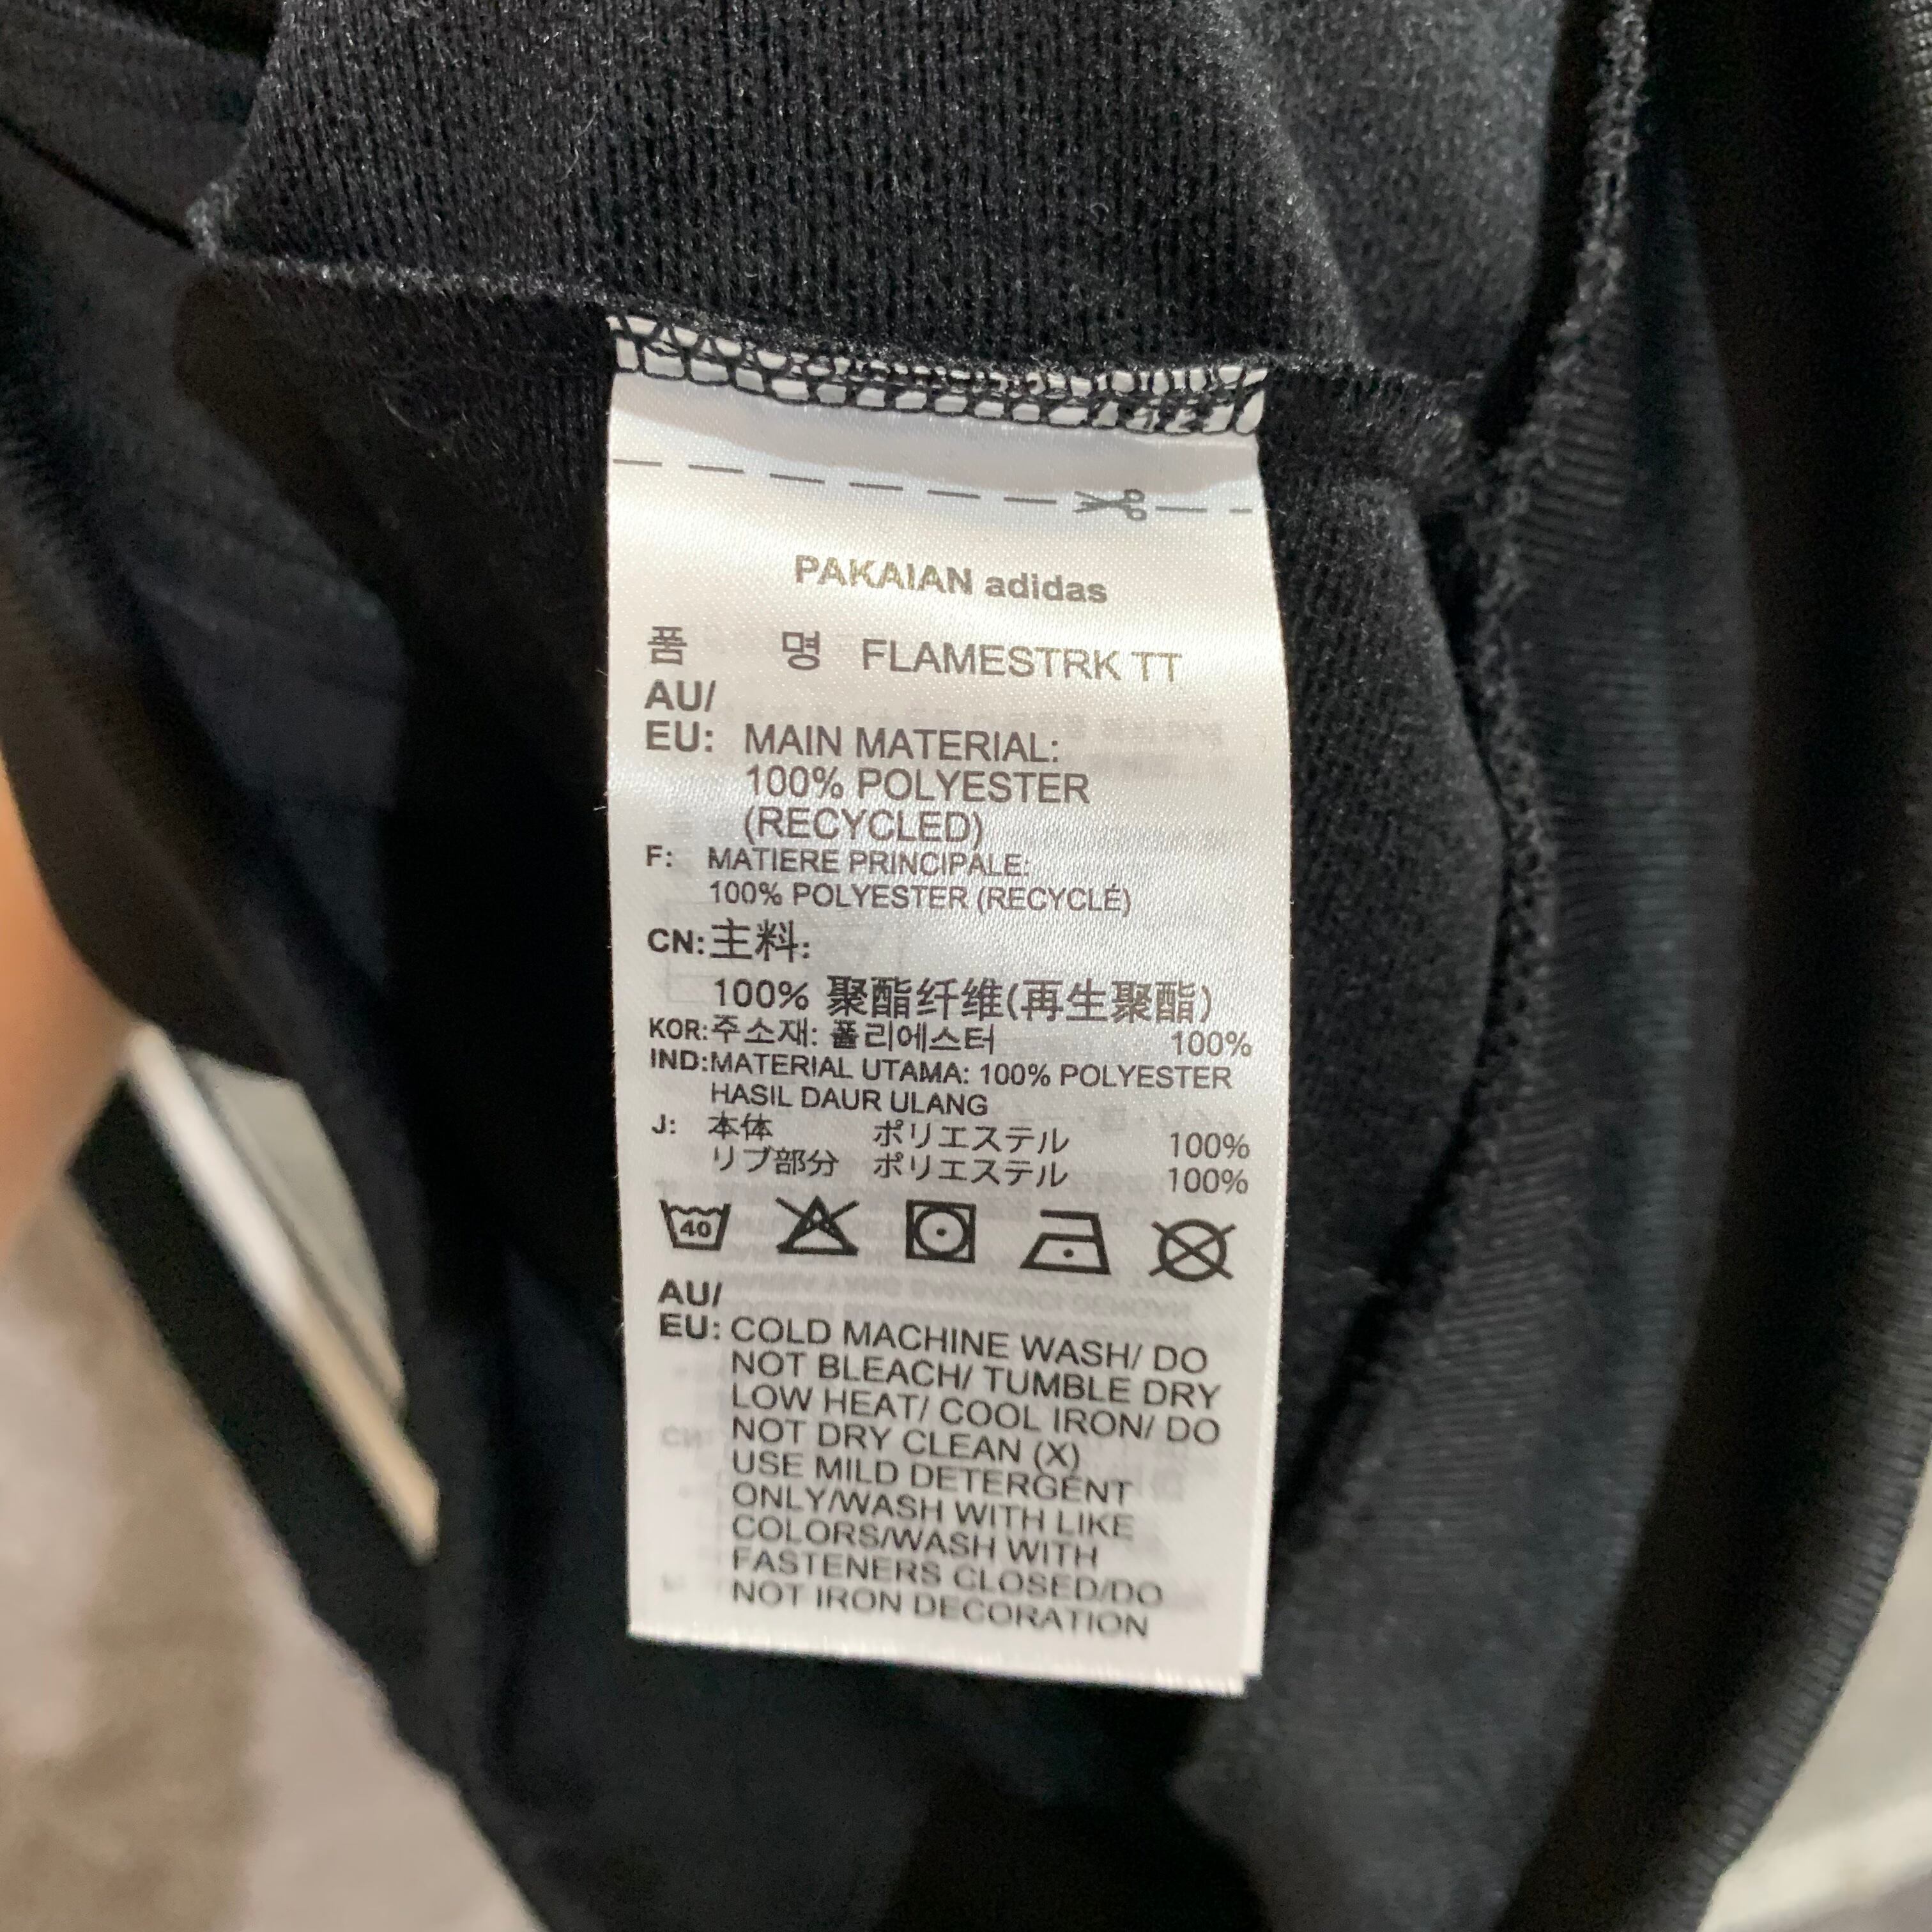 PAKAIAN adidas
품 명 FLAMESTRK TT
AU/
EU: MAIN MATERIAL:
100% POLYESTER
(RECYCLED)
F: MATIERE PRINCIPALE:
100% POLYESTER (RECYCLÉ)
CN:主料:
100% 聚酯纤维(再生聚酯)
KOR:주소재: 폴리에스터 100%
IND:MATERIAL UTAMA: 100% POLYESTER
HASIL DAUR ULANG
J: 本体 ポリエステル 100%
リブ部分 ポリエステル 100%
40
AU/
EU: COLD MACHINE WASH/ DO
NOT BLEACH/ TUMBLE DRY
LOW HEAT/ COOL IRON/ DO
NOT DRY CLEAN (X)
USE MILD DETERGENT
ONLY/WASH WITH LIKE
COLORS/WASH WITH
FASTENERS CLOSED/DO
NOT IRON DECORATION